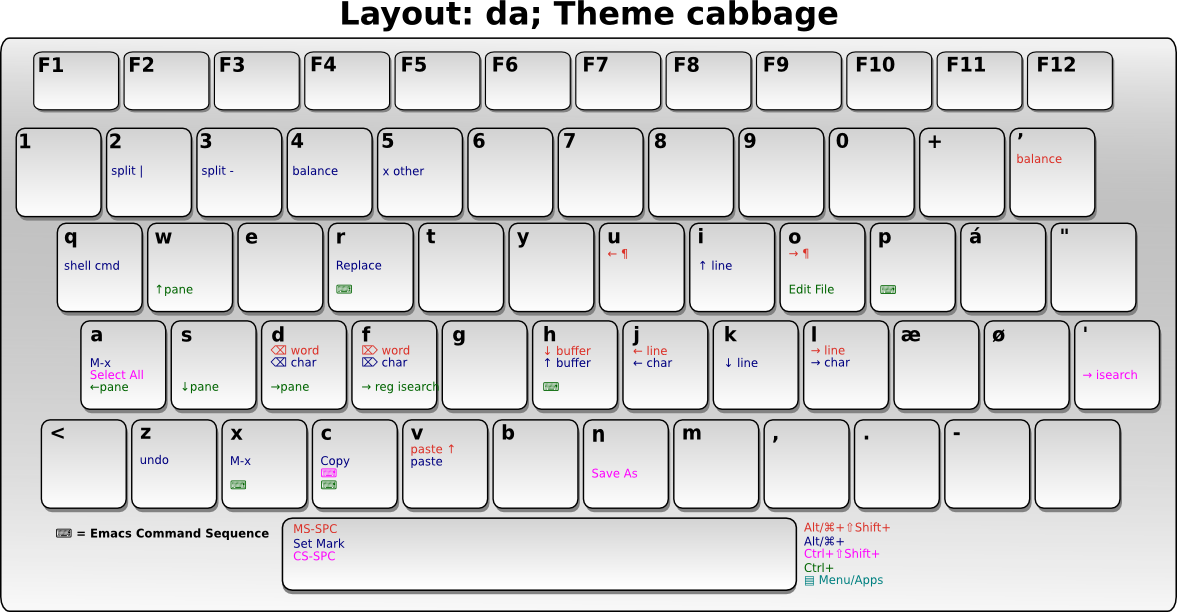 Layout: da; Theme cabbage
F1 F2 F3 F4 F5 F6 F7 F8 F9 F10 F11 F12
1 2 3 4 5 6 7 8 9 0 + ’
balance
split | split - balance x other
q w e r t y u i o p á "
← ¶ → ¶
shell cmd Replace ↑ line
↑pane ⌨ Edit File ⌨
a s d f g h j k l æ ø '
⌫ word ⌦ word ↓ buffer ← line → line
M-x ⌫ char ⌦ char ↑ buffer ← char ↓ line → char
Select All → isearch
←pane ↓pane →pane → reg isearch ⌨
< z x c v b n m , . -
paste ↑
undo M-x Copy paste
⌨ Save As
⌨ ⌨
⌨ = Emacs Command Sequence
MS-SPC
Set Mark
CS-SPC
Alt/⌘+⇧Shift+
Alt/⌘+
Ctrl+⇧Shift+
Ctrl+
▤ Menu/Apps